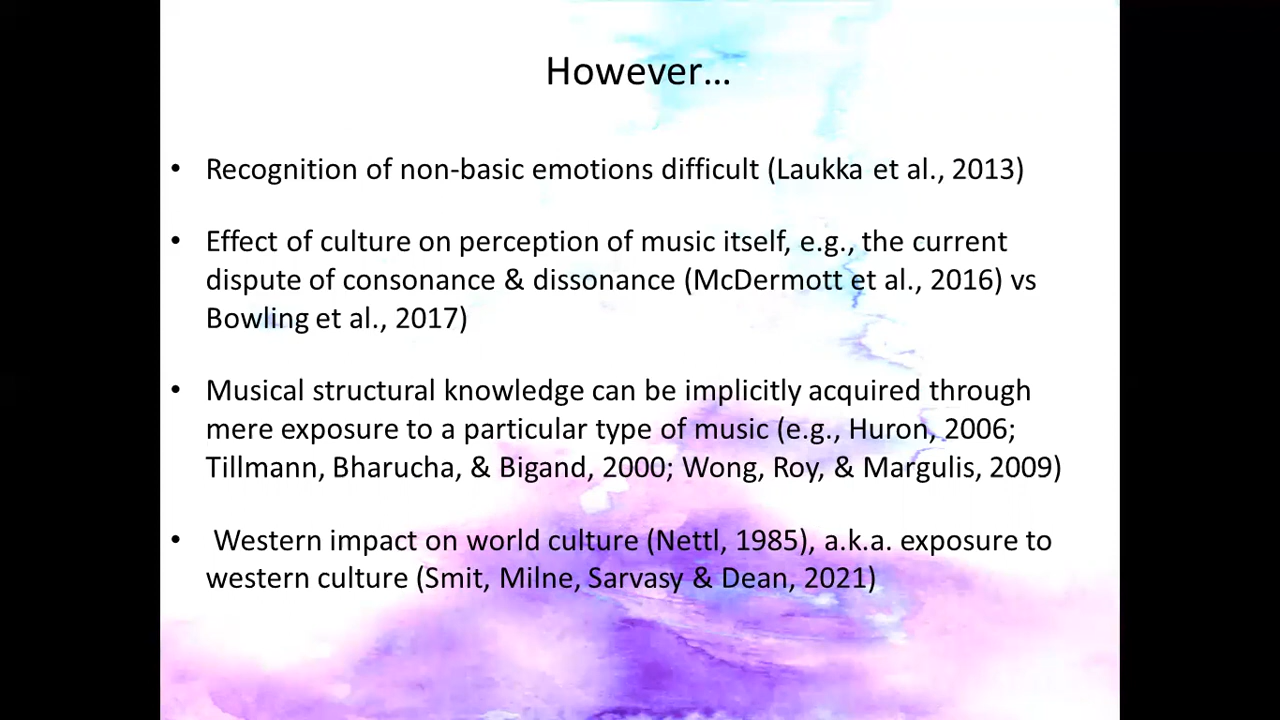 However…
• Recognition of non-basic emotions difficult (Laukka et al., 2013)
• Effect of culture on perception of music itself, e.g., the current
dispute of consonance & dissonance (McDermott et al., 2016) vs
Bowling et al., 2017)
• Musical structural knowledge can be implicitly acquired through
mere exposure to a particular type of music (e.g., Huron, 2006;
Tillmann, Bharucha, & Bigand, 2000; Wong, Roy, & Margulis, 2009)
• Western impact on world culture (Nettl, 1985), a.k.a. exposure to
western culture (Smit, Milne, Sarvasy & Dean, 2021)